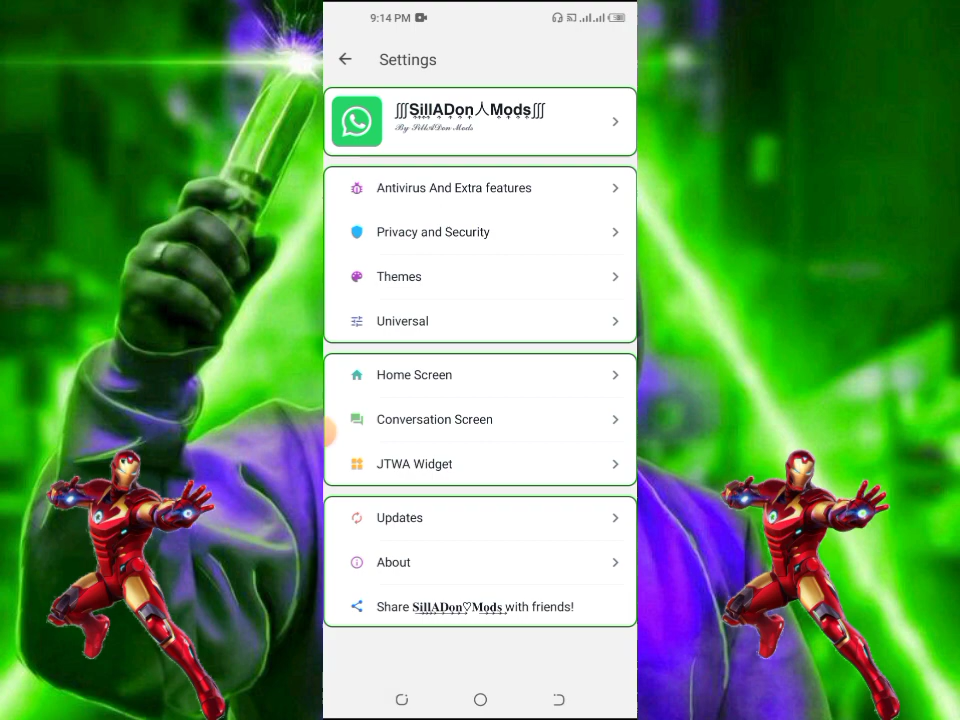 9:14 PM
Settings
∭SillADon人Mods∭
By SillADon Mods
Antivirus And Extra features
Privacy and Security
Themes
Universal
Home Screen
Conversation Screen
JTWA Widget
Updates
About
Share SillADon♡Mods with friends!